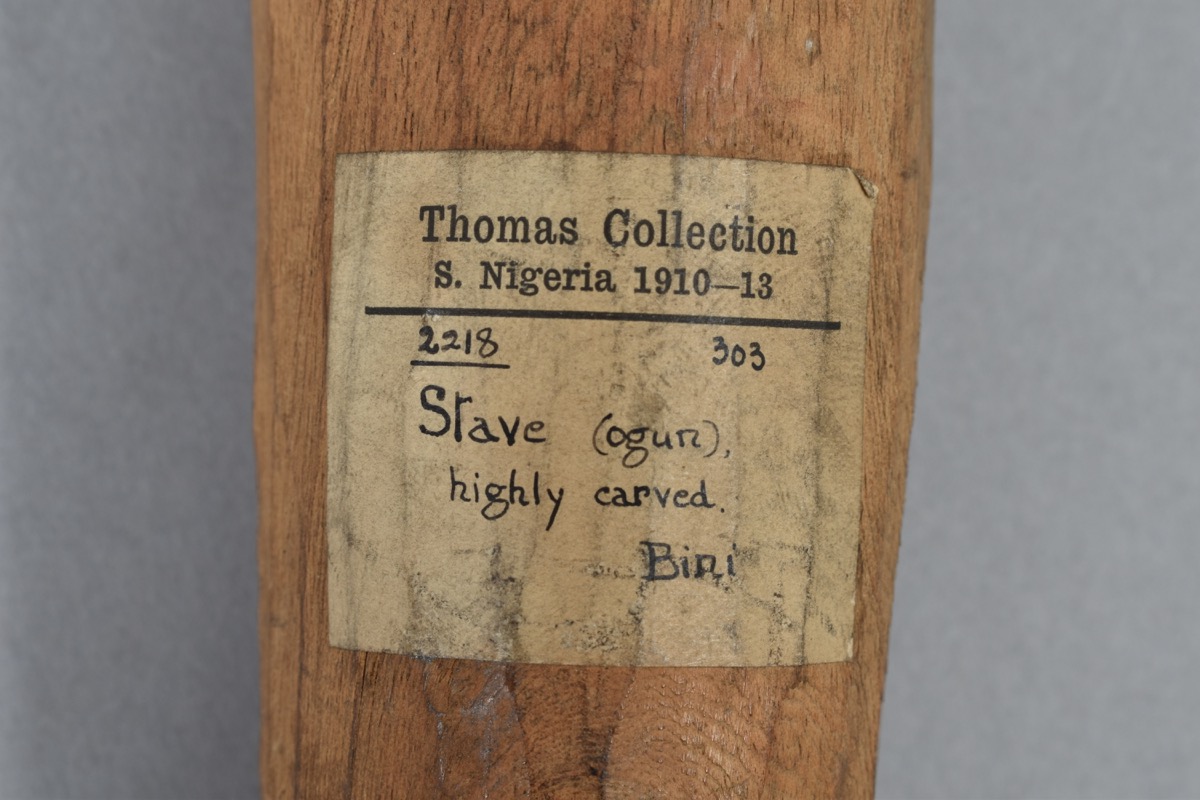 Thomas Collection
S. Nigeria 1910–13
2218 303
Stave (ogun),
highly carved.
Bini